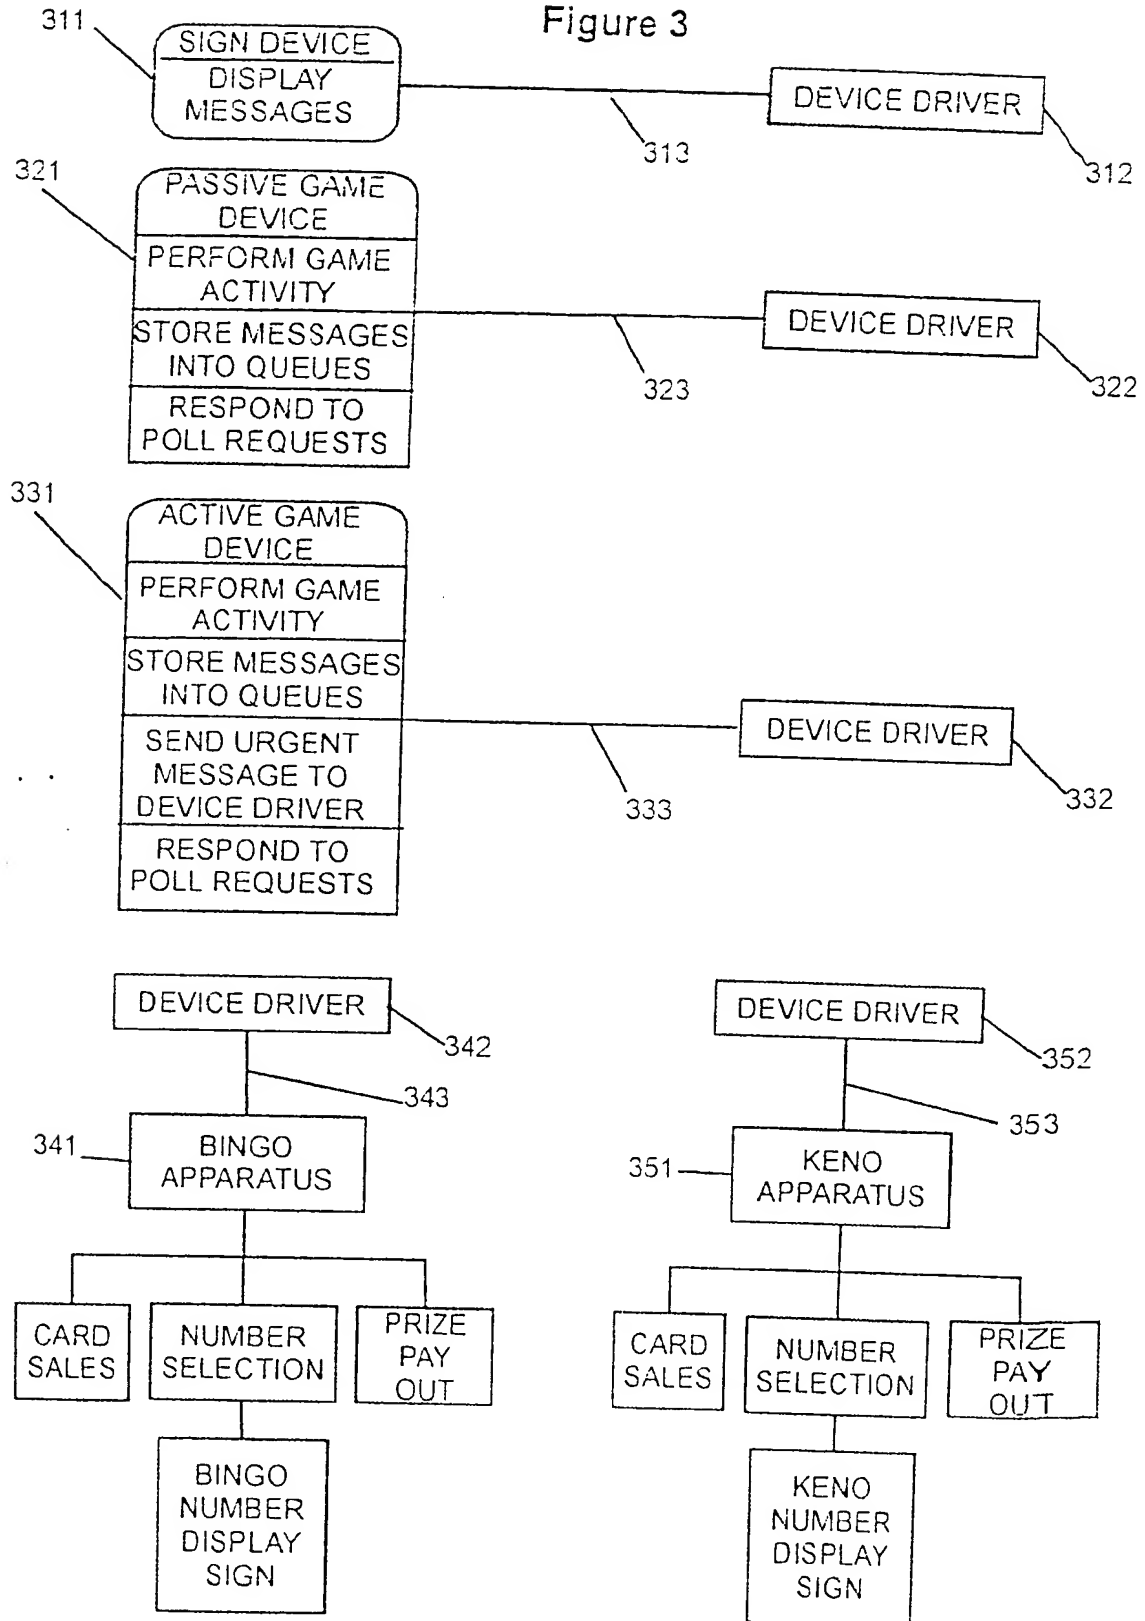 Figure 3
311
SIGN DEVICE
DISPLAY
MESSAGES
313
DEVICE DRIVER
312
321
PASSIVE GAME
DEVICE
PERFORM GAME
ACTIVITY
STORE MESSAGES
INTO QUEUES
RESPOND TO
POLL REQUESTS
323
DEVICE DRIVER
322
331
ACTIVE GAME
DEVICE
PERFORM GAME
ACTIVITY
STORE MESSAGES
INTO QUEUES
SEND URGENT
MESSAGE TO
DEVICE DRIVER
RESPOND TO
POLL REQUESTS
333
DEVICE DRIVER
332
DEVICE DRIVER
342
343
341
BINGO
APPARATUS
CARD
SALES
NUMBER
SELECTION
PRIZE
PAY
OUT
BINGO
NUMBER
DISPLAY
SIGN
DEVICE DRIVER
352
353
351
KENO
APPARATUS
CARD
SALES
NUMBER
SELECTION
PRIZE
PAY
OUT
KENO
NUMBER
DISPLAY
SIGN